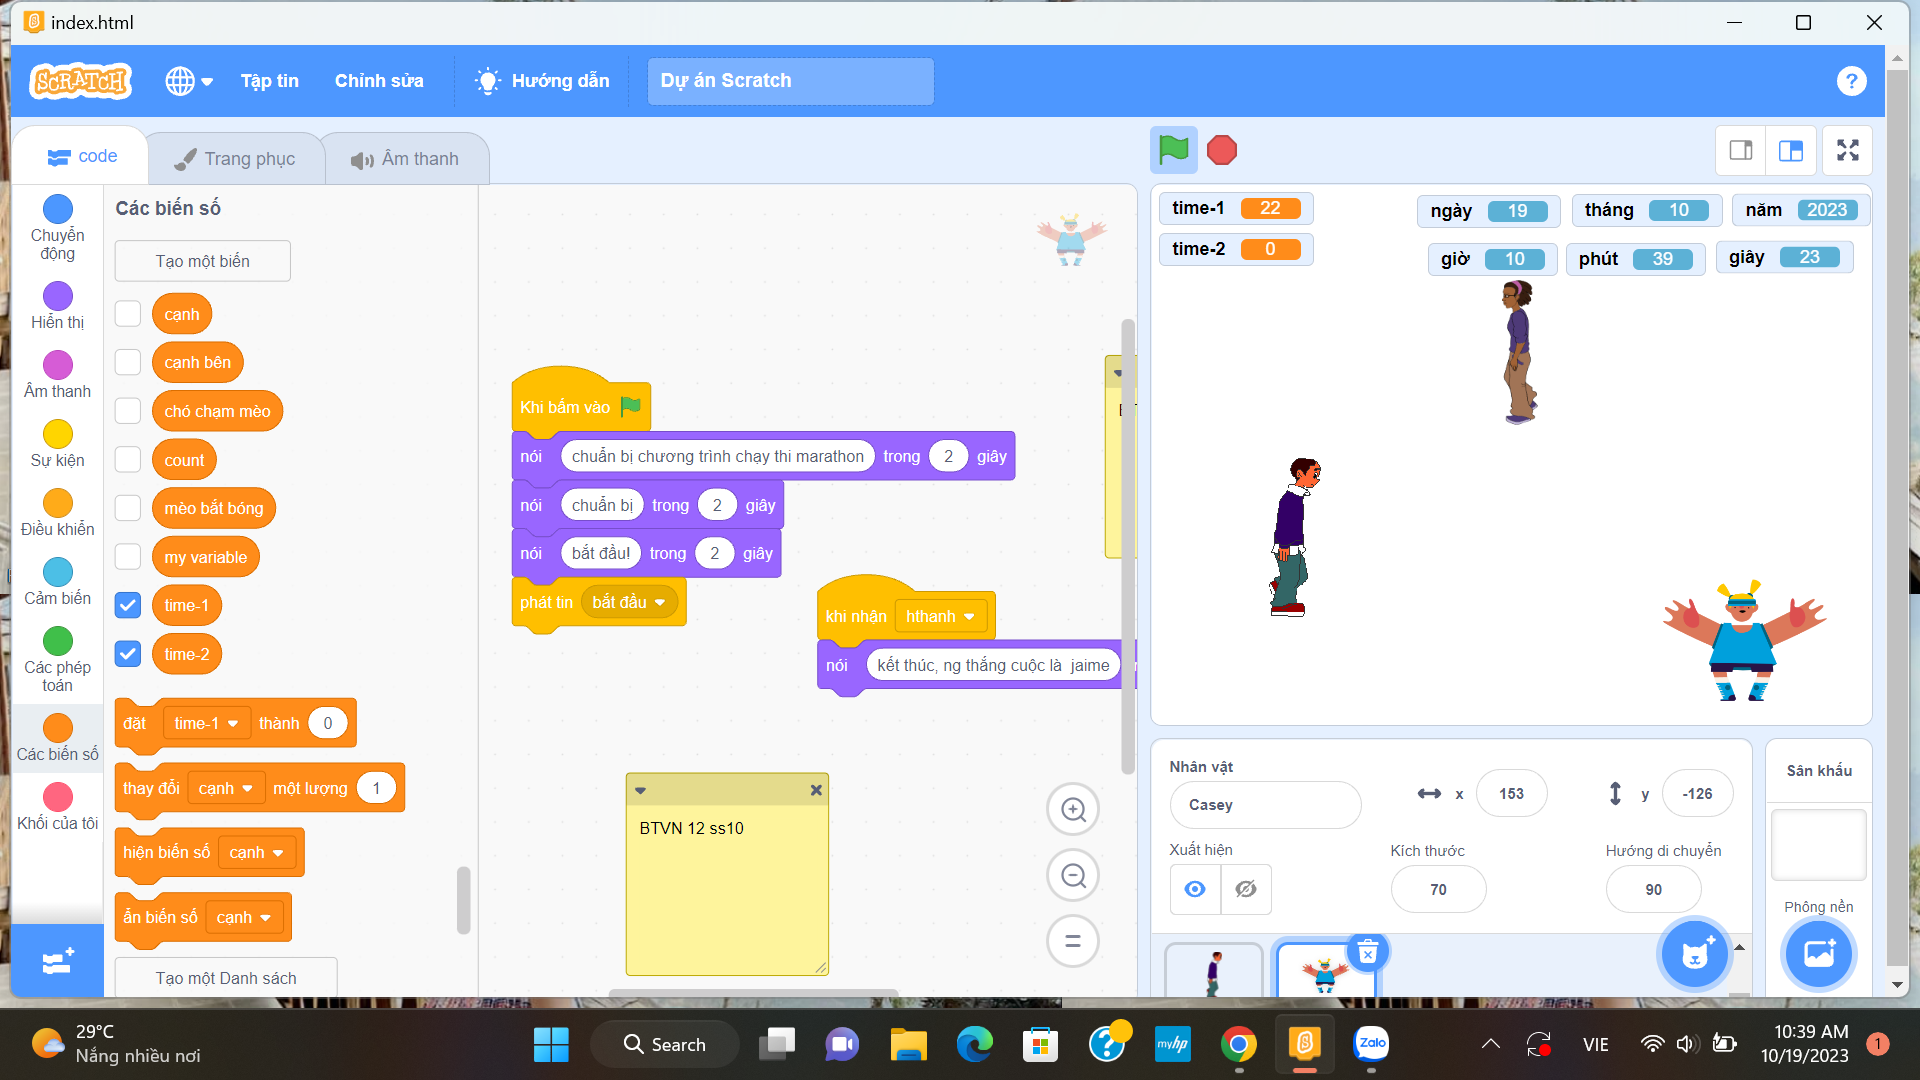 index.html
SCRATCH
Tập tin
Chỉnh sửa
Hướng dẫn
Dự án Scratch
?
code
Trang phục
Âm thanh
Chuyển động
Hiển thị
Âm thanh
Sự kiện
Điều khiển
Cảm biến
Các phép toán
Các biến số
Khối của tôi
Các biến số
Tạo một biến
cạnh
cạnh bên
chó chạm mèo
count
mèo bắt bóng
my variable
time-1
time-2
đặt time-1 thành 0
thay đổi cạnh một lượng 1
hiện biến số cạnh
ẩn biến số cạnh
Tạo một Danh sách
Khi bấm vào
nói chuẩn bị chương trình chạy thi marathon trong 2 giây
nói chuẩn bị trong 2 giây
nói bắt đầu! trong 2 giây
phát tin bắt đầu
khi nhận hthanh
nói kết thúc, ng thắng cuộc là jaime
BTVN 12 ss10
time-1 22
time-2 0
ngày 19
tháng 10
năm 2023
giờ 10
phút 39
giây 23
Nhân vật
Casey
x 153
y -126
Xuất hiện
Kích thước
70
Hướng di chuyển
90
Sân khấu
Phông nền
29°C
Nắng nhiều nơi
Search
myhp
Zalo
VIE
10:39 AM
10/19/2023
1